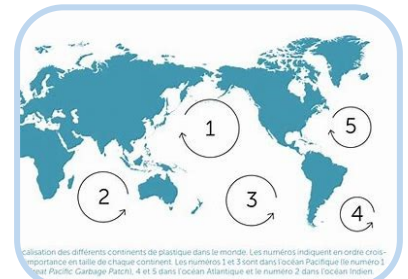 1
5
2
3
4
calisation des différents continents de plastique dans le monde. Les numéros indiquent en ordre crois-
mportance en taille de chaque continent. Les numéros 1 et 3 sont dans l'océan Pacifique (le numéro 1
reat Pacific Garbage Patch), 4 et 5 dans l'océan Atlantique et le numéro 2 dans l'océan Indien.